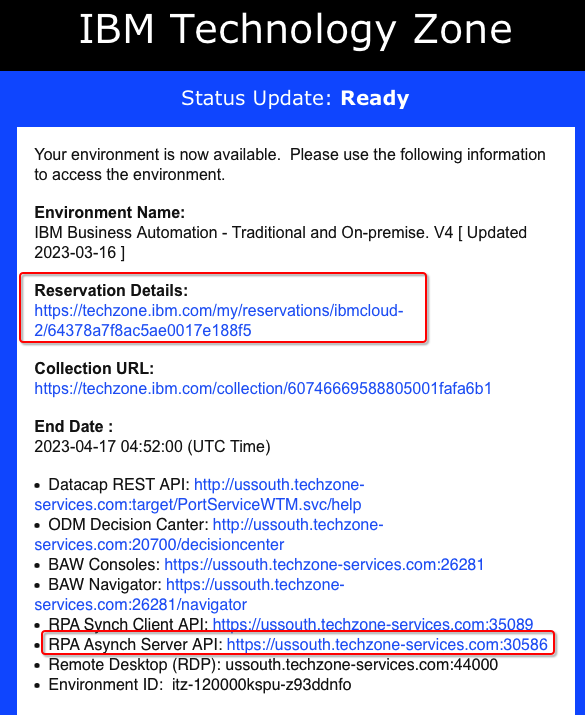 IBM Technology Zone
Status Update: Ready
Your environment is now available.  Please use the following information
to access the environment.
Environment Name:
IBM Business Automation - Traditional and On-premise. V4 [ Updated
2023-03-16 ]
Reservation Details:
https://techzone.ibm.com/my/reservations/ibmcloud-
2/64378a7f8ac5ae0017e188f5
Collection URL:
https://techzone.ibm.com/collection/60746669588805001fafa6b1
End Date :
2023-04-17 04:52:00 (UTC Time)
• Datacap REST API: http://ussouth.techzone-
services.com:target/PortServiceWTM.svc/help
• ODM Decision Canter: http://ussouth.techzone-
services.com:20700/decisioncenter
• BAW Consoles: https://ussouth.techzone-services.com:26281
• BAW Navigator: https://ussouth.techzone-
services.com:26281/navigator
• RPA Synch Client API: https://ussouth.techzone-services.com:35089
• RPA Asynch Server API: https://ussouth.techzone-services.com:30586
• Remote Desktop (RDP): ussouth.techzone-services.com:44000
• Environment ID:  itz-120000kspu-z93ddnfo